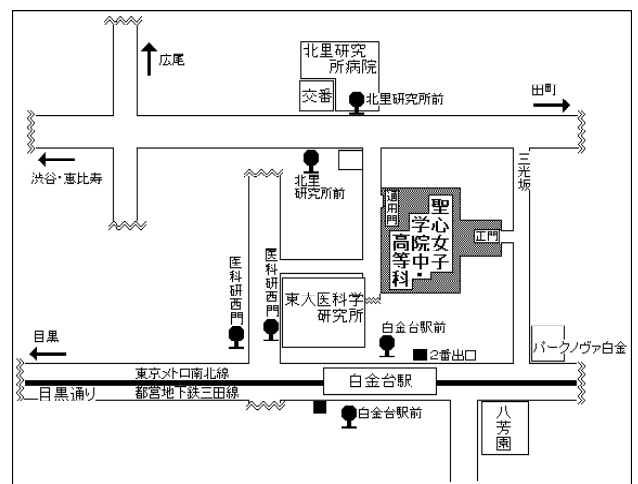 広尾
北里研究
所病院
交番
北里研究所前
田町
渋谷・恵比寿
北里
研究所前
三光坂
通用門
聖心女子
学院中・
高等科
正門
医科研西門
医科研西門
東大医科学
研究所
白金台駅前
2番出口
パークノヴァ白金
目黒
東京メトロ南北線
白金台駅
目黒通り
都営地下鉄三田線
白金台駅前
八芳園